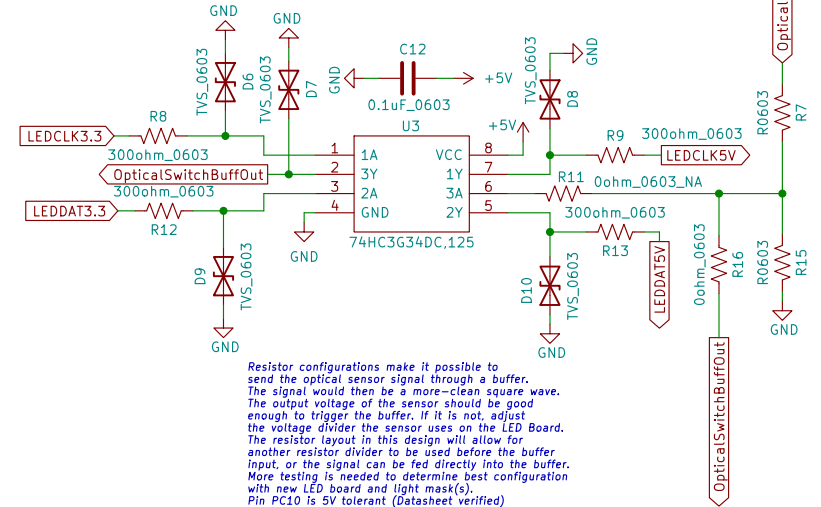 GND
GND
D6
TVS_0603
D7
TVS_0603
C12
GND
+5V
0.1uF_0603
GND
TVS_0603
D8
Optical
R0603
R7
LEDCLK3.3
R8
300ohm_0603
U3
+5V
R9
300ohm_0603
LEDCLK5V
OpticalSwitchBuffOut
1
1A
VCC
8
2
3Y
1Y
7
3
2A
3A
6
4
GND
2Y
5
74HC3G34DC,125
R11
0ohm_0603_NA
300ohm_0603
LEDDAT3.3
R12
300ohm_0603
R13
LEDDAT5V
GND
D9
TVS_0603
GND
D10
TVS_0603
GND
0ohm_0603
R16
R0603
R15
GND
OpticalSwitchBuffOut
Resistor configurations make it possible to
send the optical sensor signal through a buffer.
The signal would then be a more-clean square wave.
The output voltage of the sensor should be good
enough to trigger the buffer. If it is not, adjust
the voltage divider the sensor uses on the LED Board.
The resistor layout in this design will allow for
another resistor divider to be used before the buffer
input, or the signal can be fed directly into the buffer.
More testing is needed to determine best configuration
with new LED board and light mask(s).
Pin PC10 is 5V tolerant (Datasheet verified)